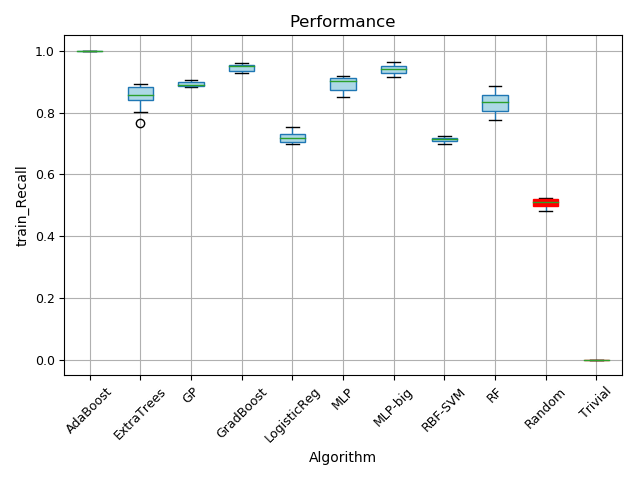 Performance
1.0
0.8
0.6
0.4
0.2
0.0
train_Recall
AdaBoost
ExtraTrees
GP
GradBoost
LogisticReg
MLP
MLP-big
RBF-SVM
RF
Random
Trivial
Algorithm